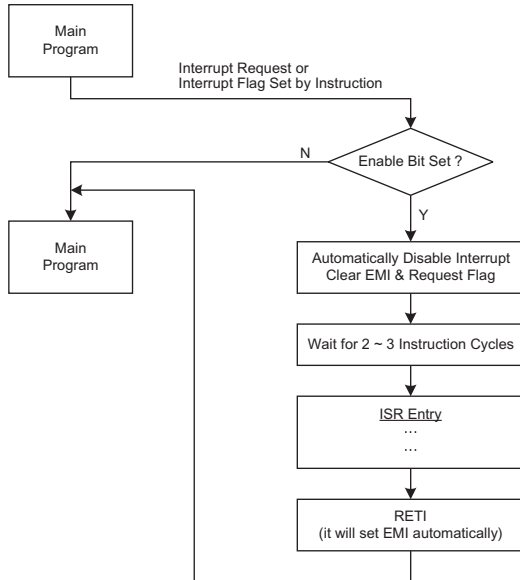 Main
Program
Interrupt Request or
Interrupt Flag Set by Instruction
N
Enable Bit Set ?
Y
Main
Program
Automatically Disable Interrupt
Clear EMI & Request Flag
Wait for 2 ~ 3 Instruction Cycles
ISR Entry
...
...
RETI
(it will set EMI automatically)